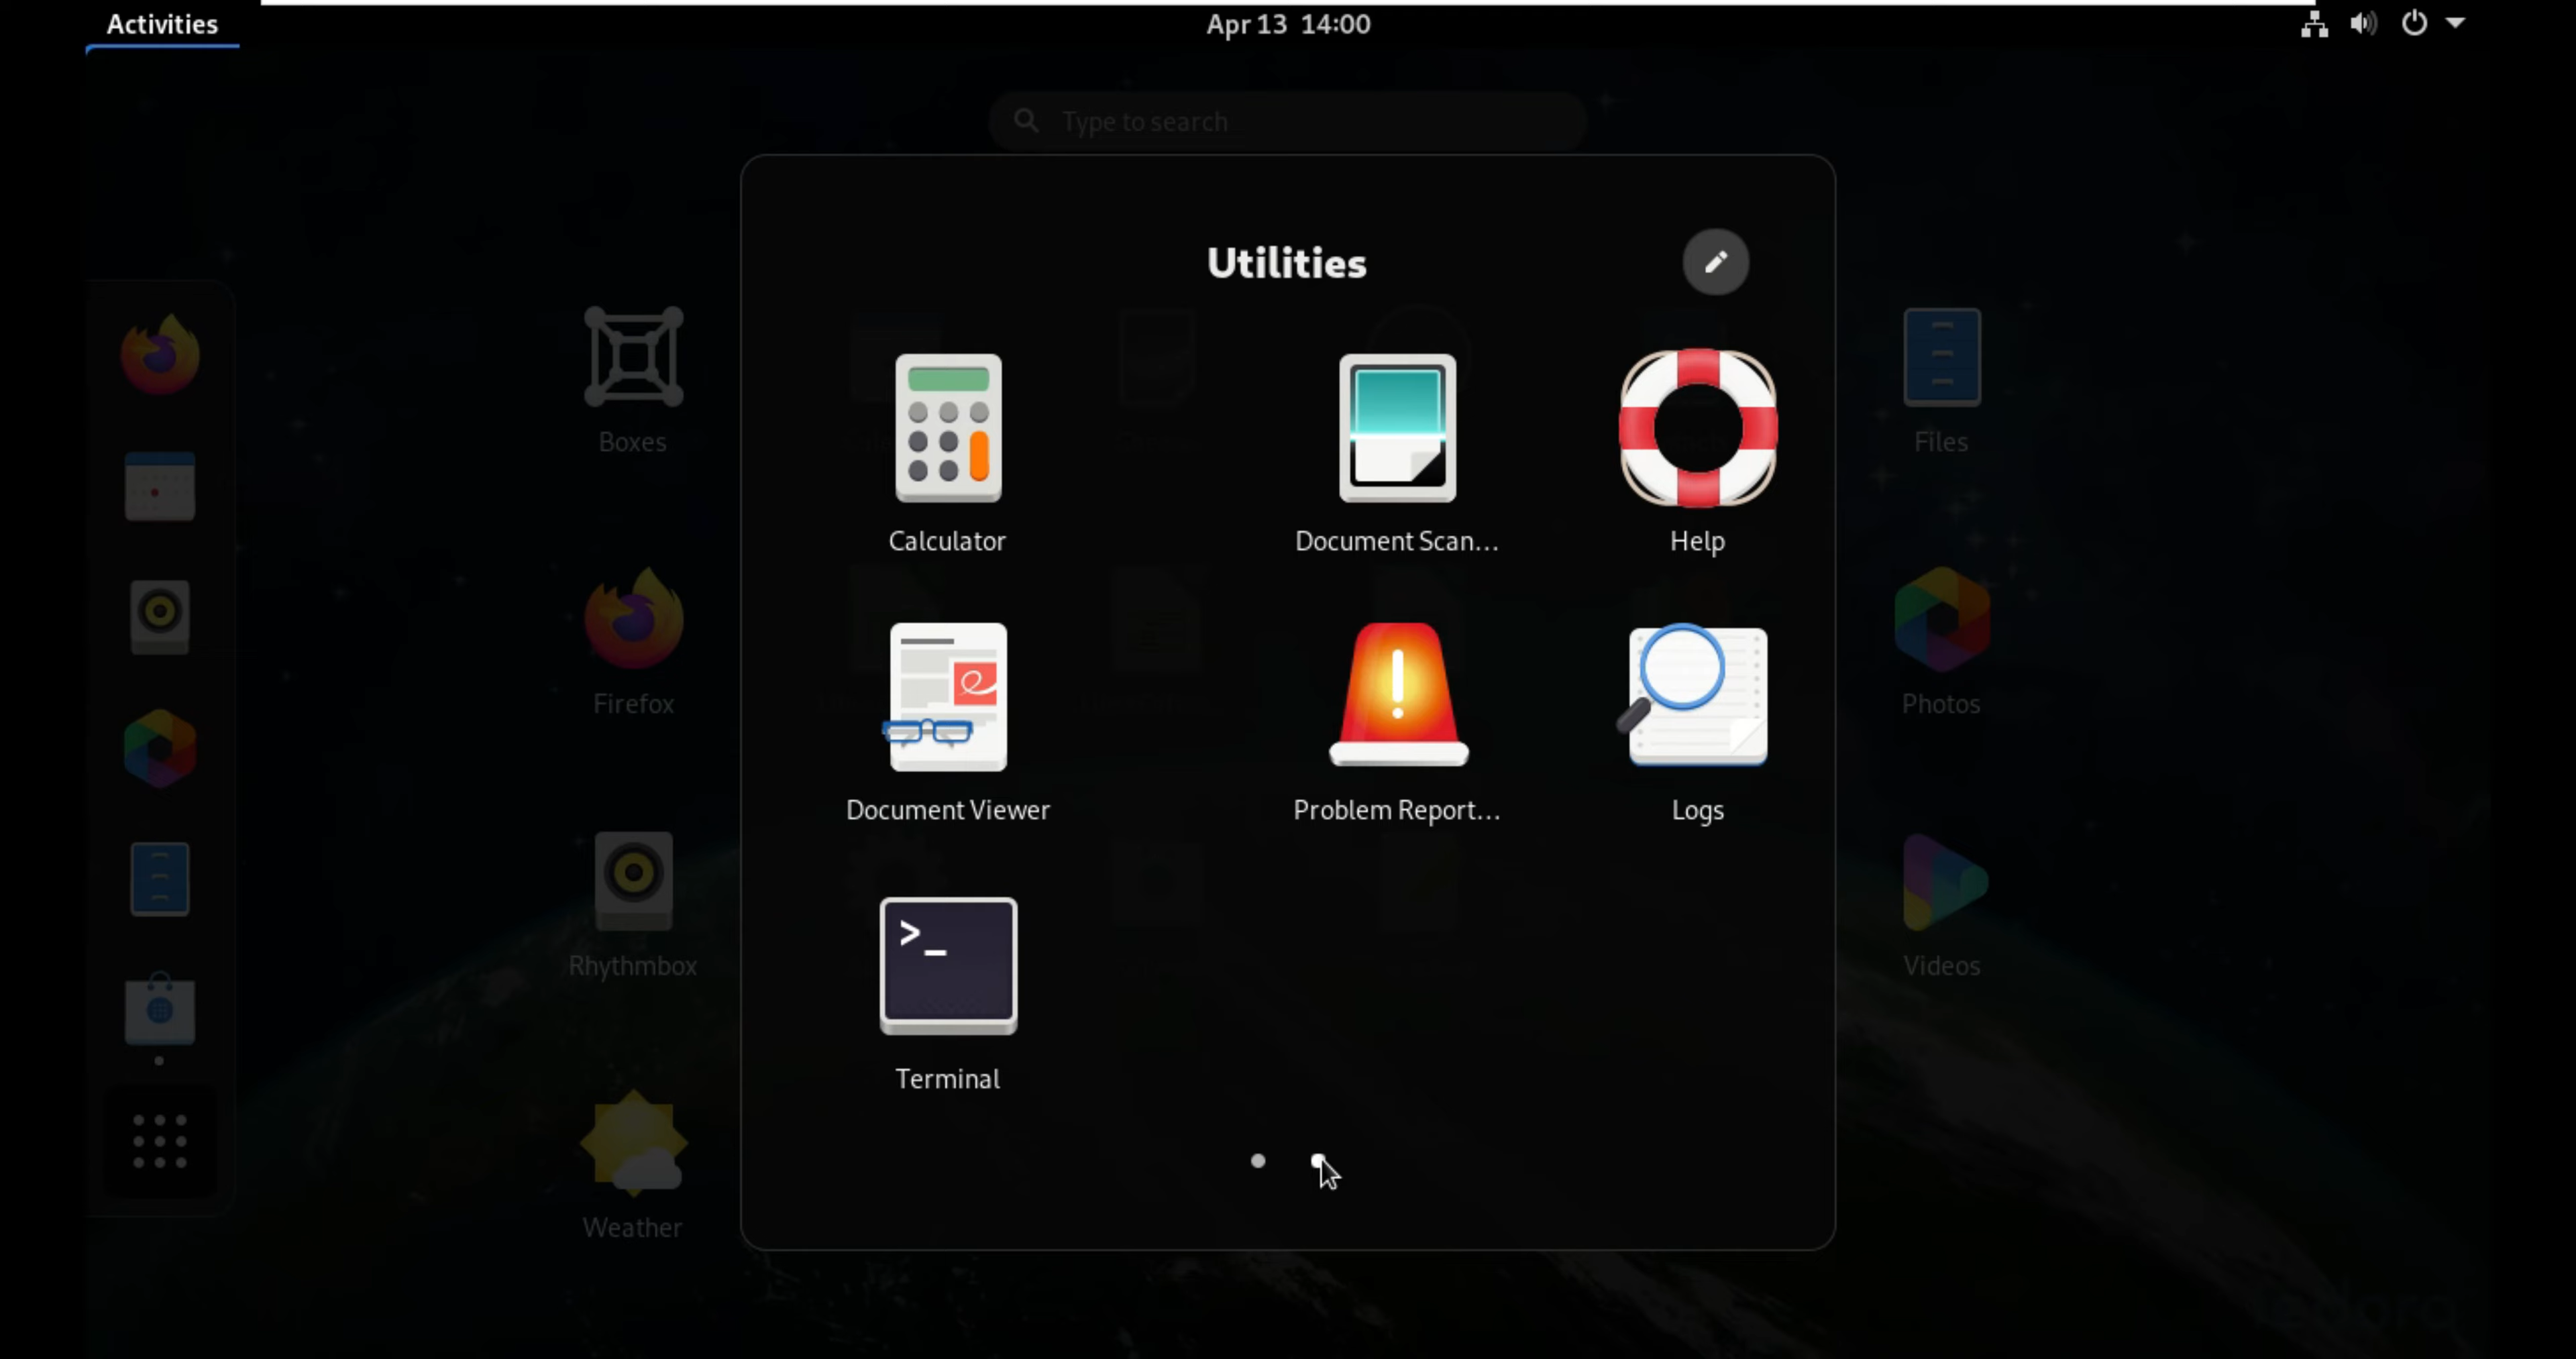 Activities
Apr 13 14:00
Type to search
Utilities
Boxes
Calculator
Document Scan...
Help
Files
Firefox
Document Viewer
Problem Report...
Logs
Photos
Rhythmbox
Terminal
Videos
Weather